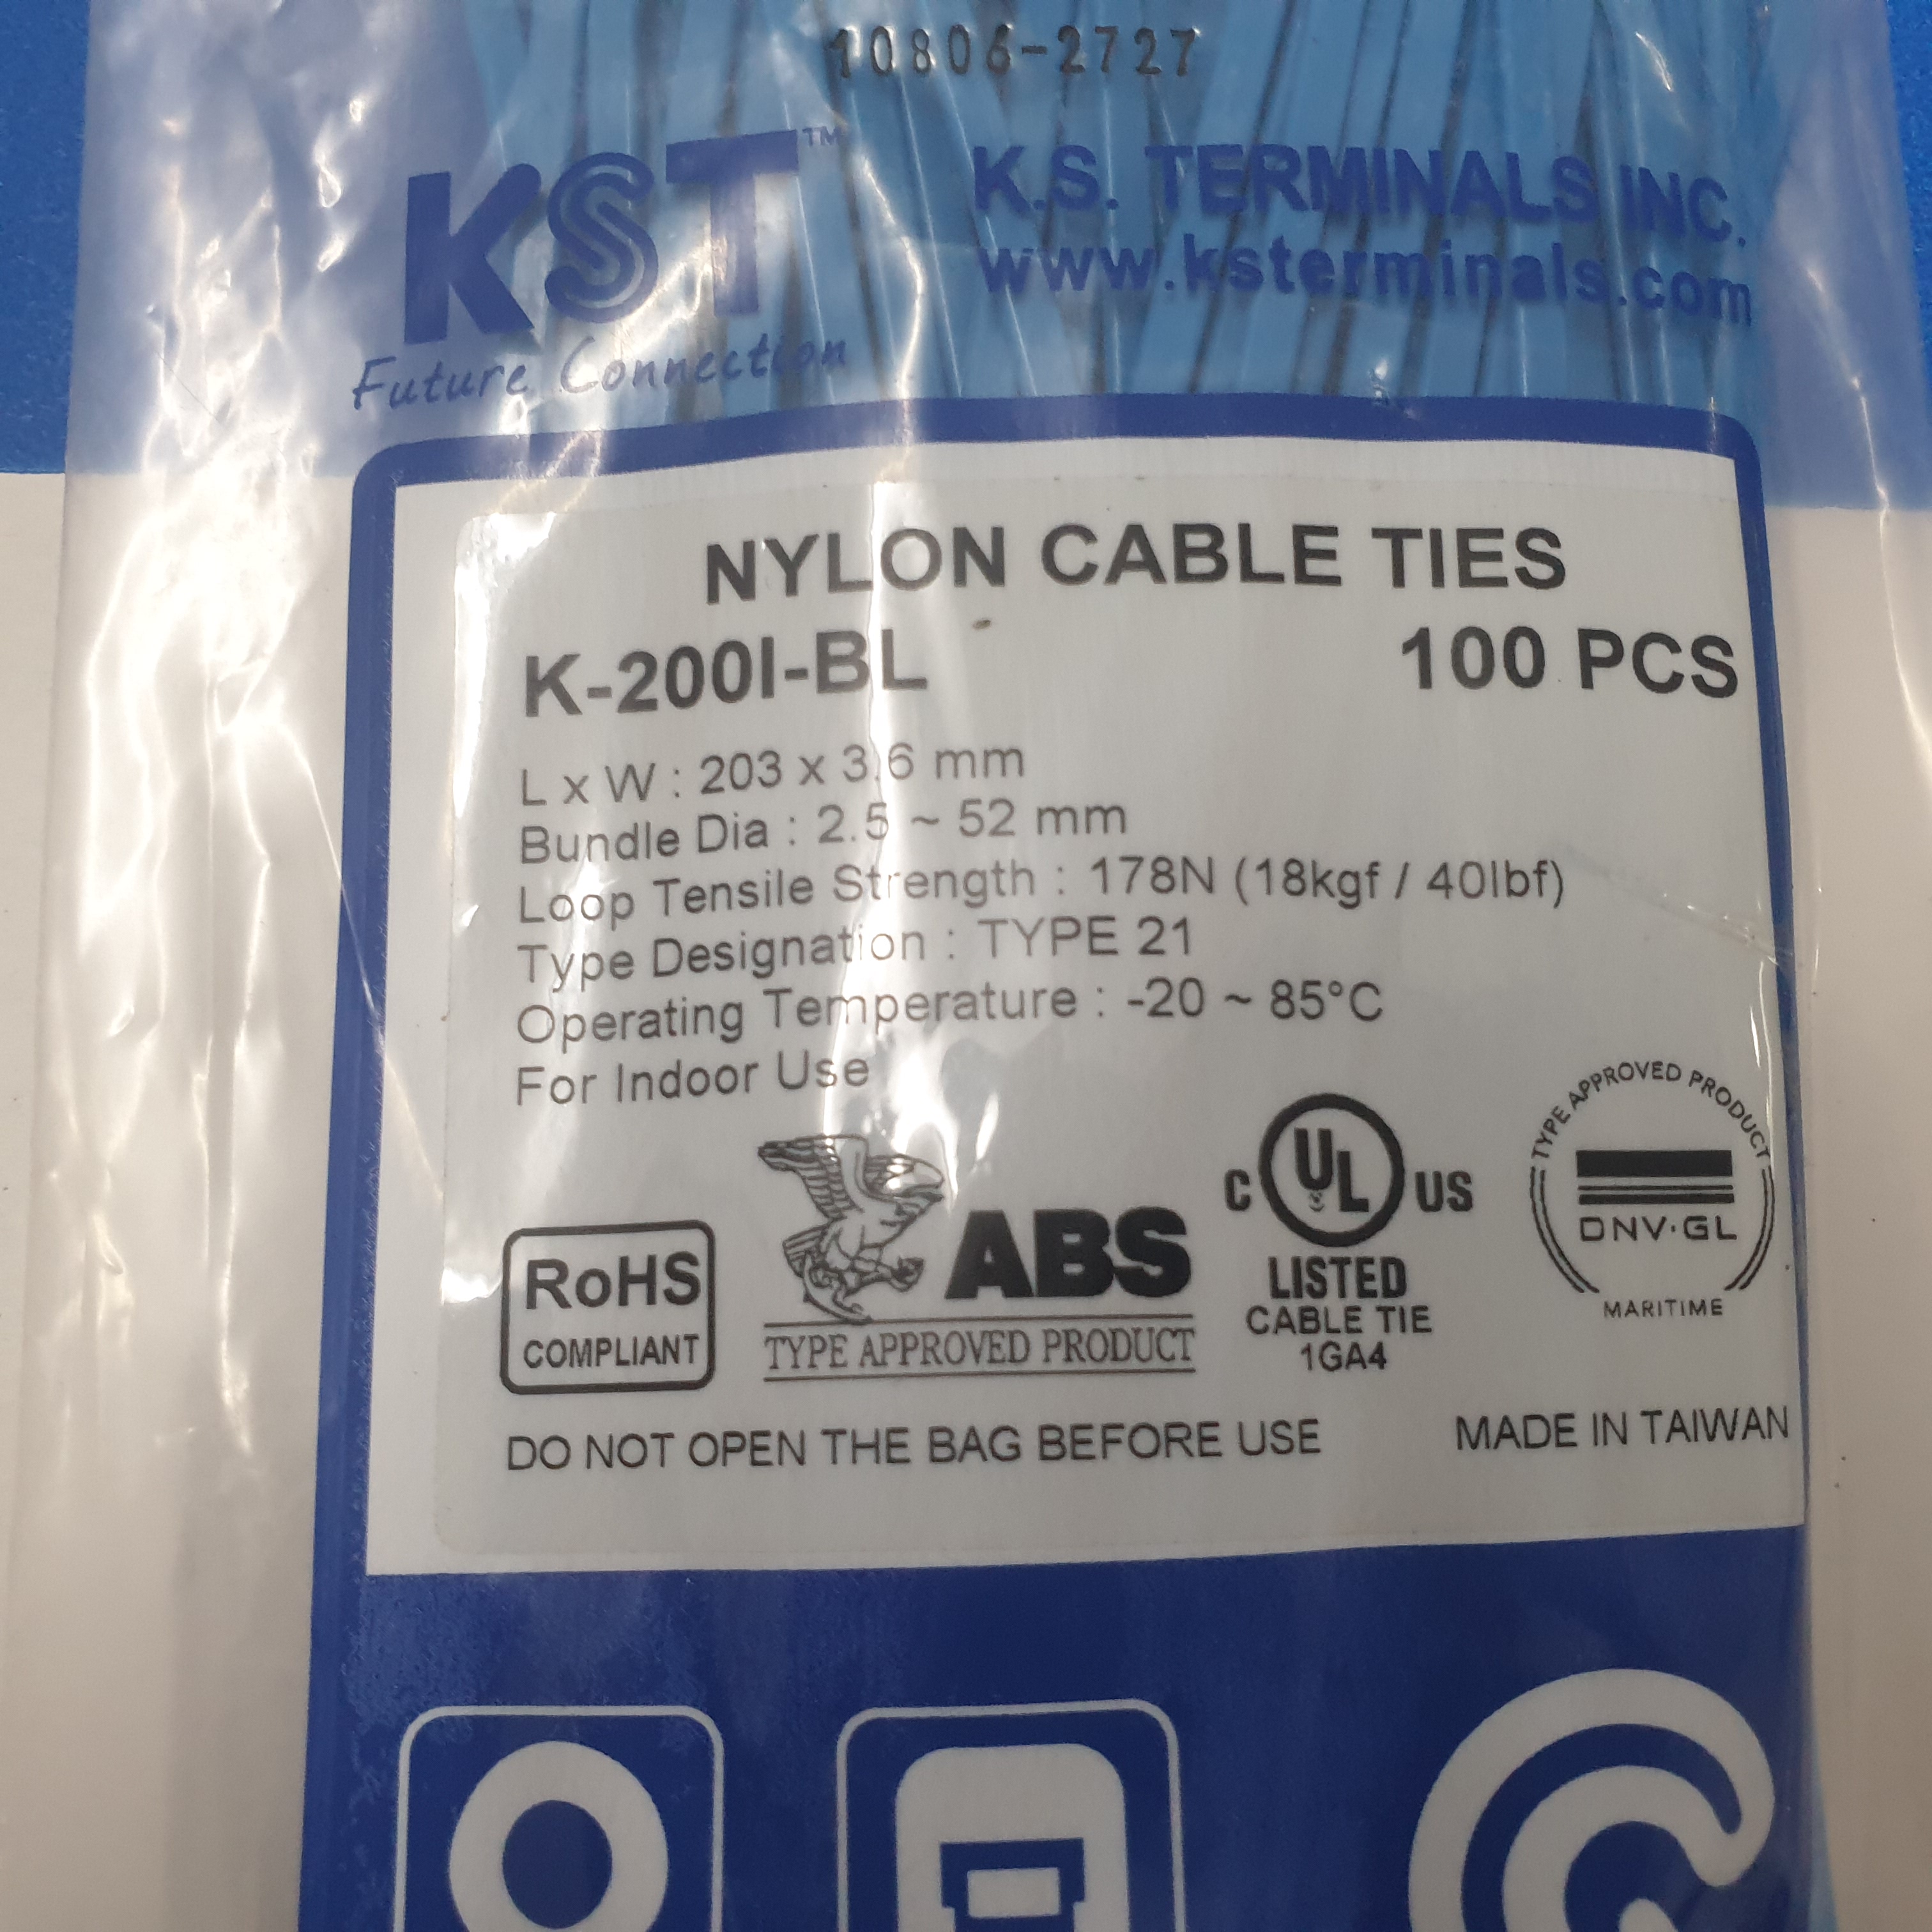 10806-2727
KST™
Future Connection
K.S. TERMINALS INC.
www.ksterminals.com
NYLON CABLE TIES
K-200I-BL 100 PCS
L x W : 203 x 3.6 mm
Bundle Dia : 2.5 ~ 52 mm
Loop Tensile Strength : 178N (18kgf / 40lbf)
Type Designation : TYPE 21
Operating Temperature : -20 ~ 85°C
For Indoor Use
RoHS
COMPLIANT
ABS
TYPE APPROVED PRODUCT
C UL US
LISTED
CABLE TIE
1GA4
TYPE APPROVED PRODUCT
DNV·GL
MARITIME
DO NOT OPEN THE BAG BEFORE USE MADE IN TAIWAN